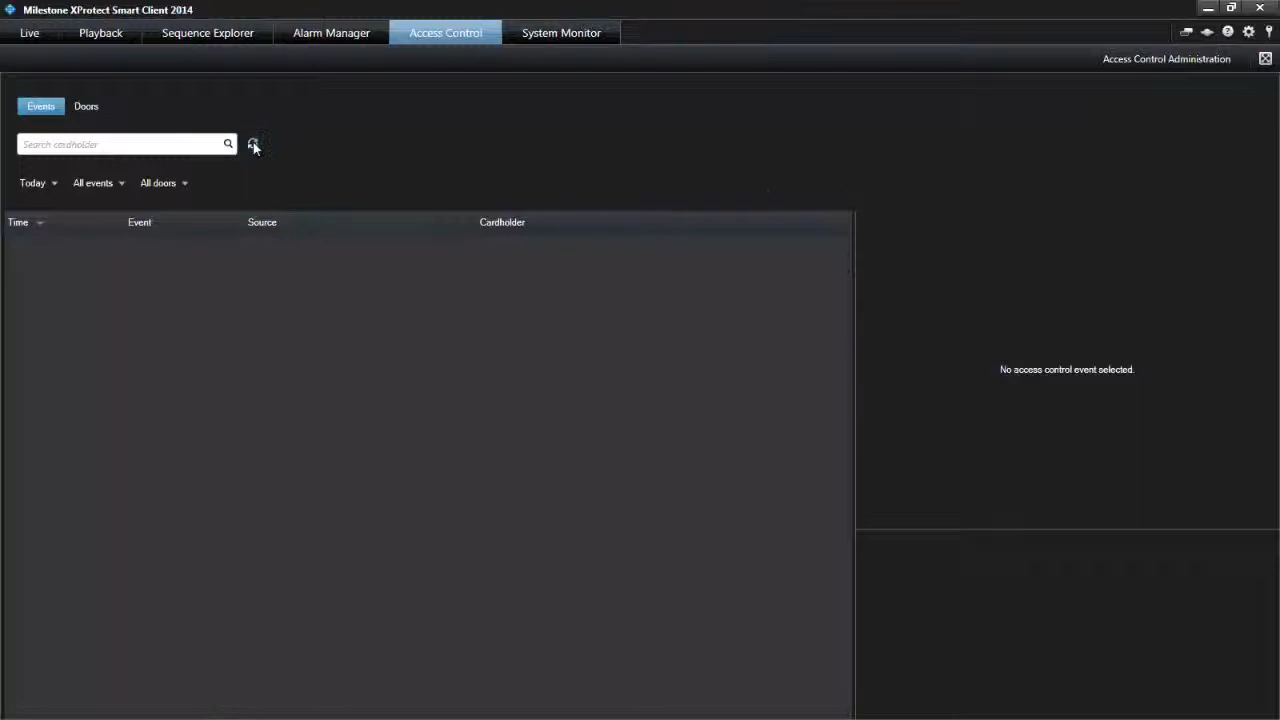 Milestone XProtect Smart Client 2014
Live Playback Sequence Explorer Alarm Manager Access Control System Monitor
Access Control Administration
Events Doors
Search cardholder
Today All events All doors
Time Event Source Cardholder
No access control event selected.